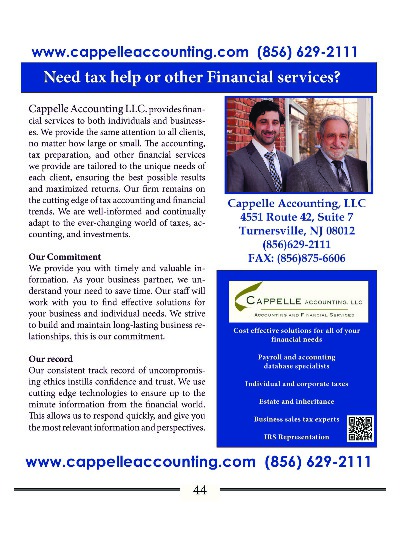 www.cappelleaccounting.com (856) 629-2111
Need tax help or other Financial services?
Cappelle Accounting LLC. provides finan-
cial services to both individuals and business-
es. We provide the same attention to all clients,
no matter how large or small. The accounting,
tax preparation, and other financial services
we provide are tailored to the unique needs of
each client, ensuring the best possible results
and maximized returns. Our firm remains on
the cutting edge of tax accounting and financial
trends. We are well-informed and continually
adapt to the ever-changing world of taxes, ac-
counting, and investments.
Our Commitment
We provide you with timely and valuable in-
formation. As your business partner, we un-
derstand your need to save time. Our staff will
work with you to find effective solutions for
your business and individual needs. We strive
to build and maintain long-lasting business re-
lationships. this is our commitment.
Our record
Our consistent track record of uncompromis-
ing ethics instills confidence and trust. We use
cutting edge technologies to ensure up to the
minute information from the financial world.
This allows us to respond quickly, and give you
the most relevant information and perspectives.
Cappelle Accounting, LLC
4551 Route 42, Suite 7
Turnersville, NJ 08012
(856)629-2111
FAX: (856)875-6606
CAPPELLE ACCOUNTING, LLC
ACCOUNTING AND FINANCIAL SERVICES
Cost effective solutions for all of your
financial needs
Payroll and accounting
database specialists
Individual and corporate taxes
Estate and inheritance
Business sales tax experts
IRS Representation
www.cappelleaccounting.com (856) 629-2111
44